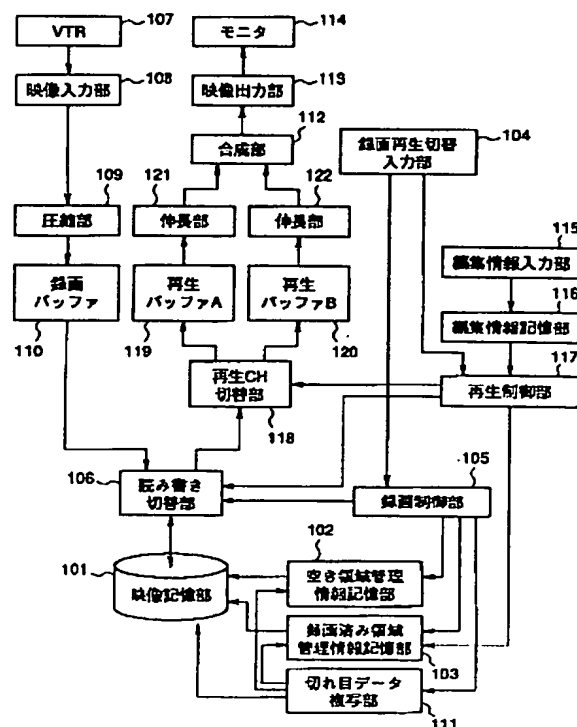 VTR
107
映像入力部
108
モニタ
114
映像出力部
113
合成部
112
録画再生切替
入力部
104
圧縮部
109
伸長部
121
伸長部
122
編集情報入力部
115
録画
バッファ
110
再生
バッファA
119
再生
バッファB
120
編集情報記憶部
116
再生制御部
117
再生CH
切替部
118
読み書き
切替部
106
録画制御部
105
映像記憶部
101
空き領域管理
情報記憶部
102
録画済み領域
管理情報記憶部
103
切れ目データ
複写部
111